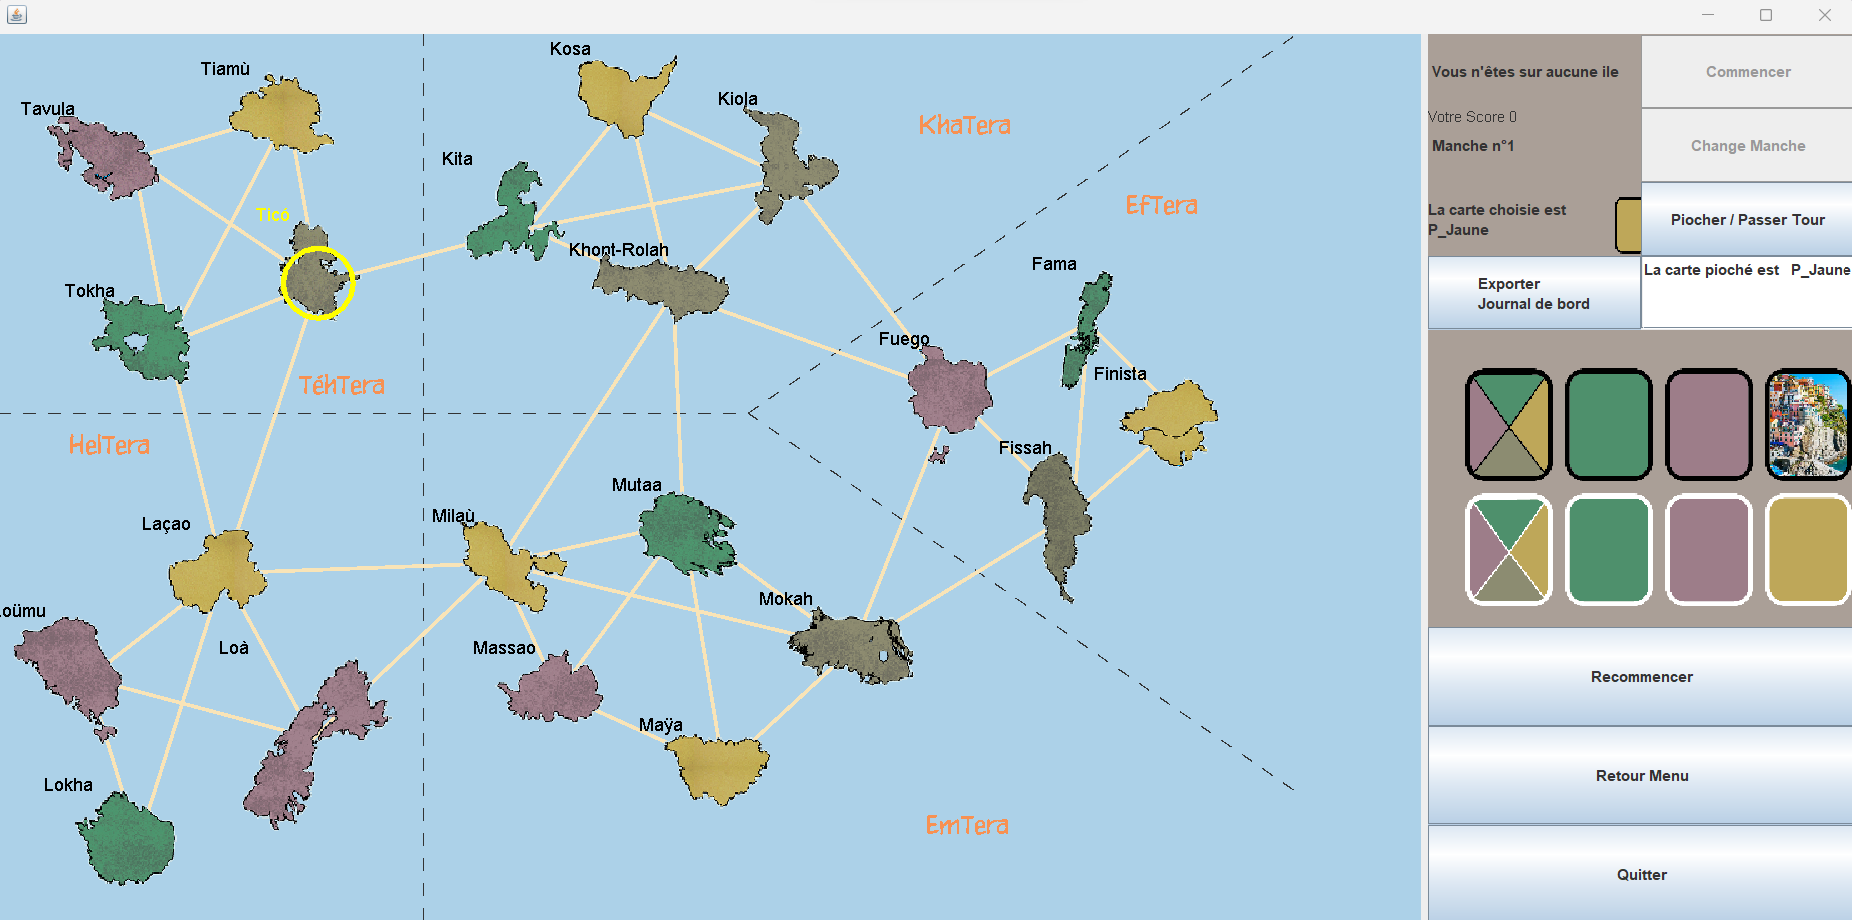 Kosa
Tiamù
Kiola
Tavula
KhaTera
Kita
EfTera
Ticó
Khont-Rolah
Fama
Tokha
Fuego
Finista
TéhTera
HelTera
Fissah
Mutaa
Laçao
Milaù
Mokah
oümu
Loà
Massao
Maÿa
Lokha
EmTera
Vous n'êtes sur aucune ile
Commencer
Votre Score 0
Manche n°1
Change Manche
La carte choisie est
P_Jaune
Piocher / Passer Tour
Exporter
Journal de bord
La carte pioché est P_Jaune
Recommencer
Retour Menu
Quitter